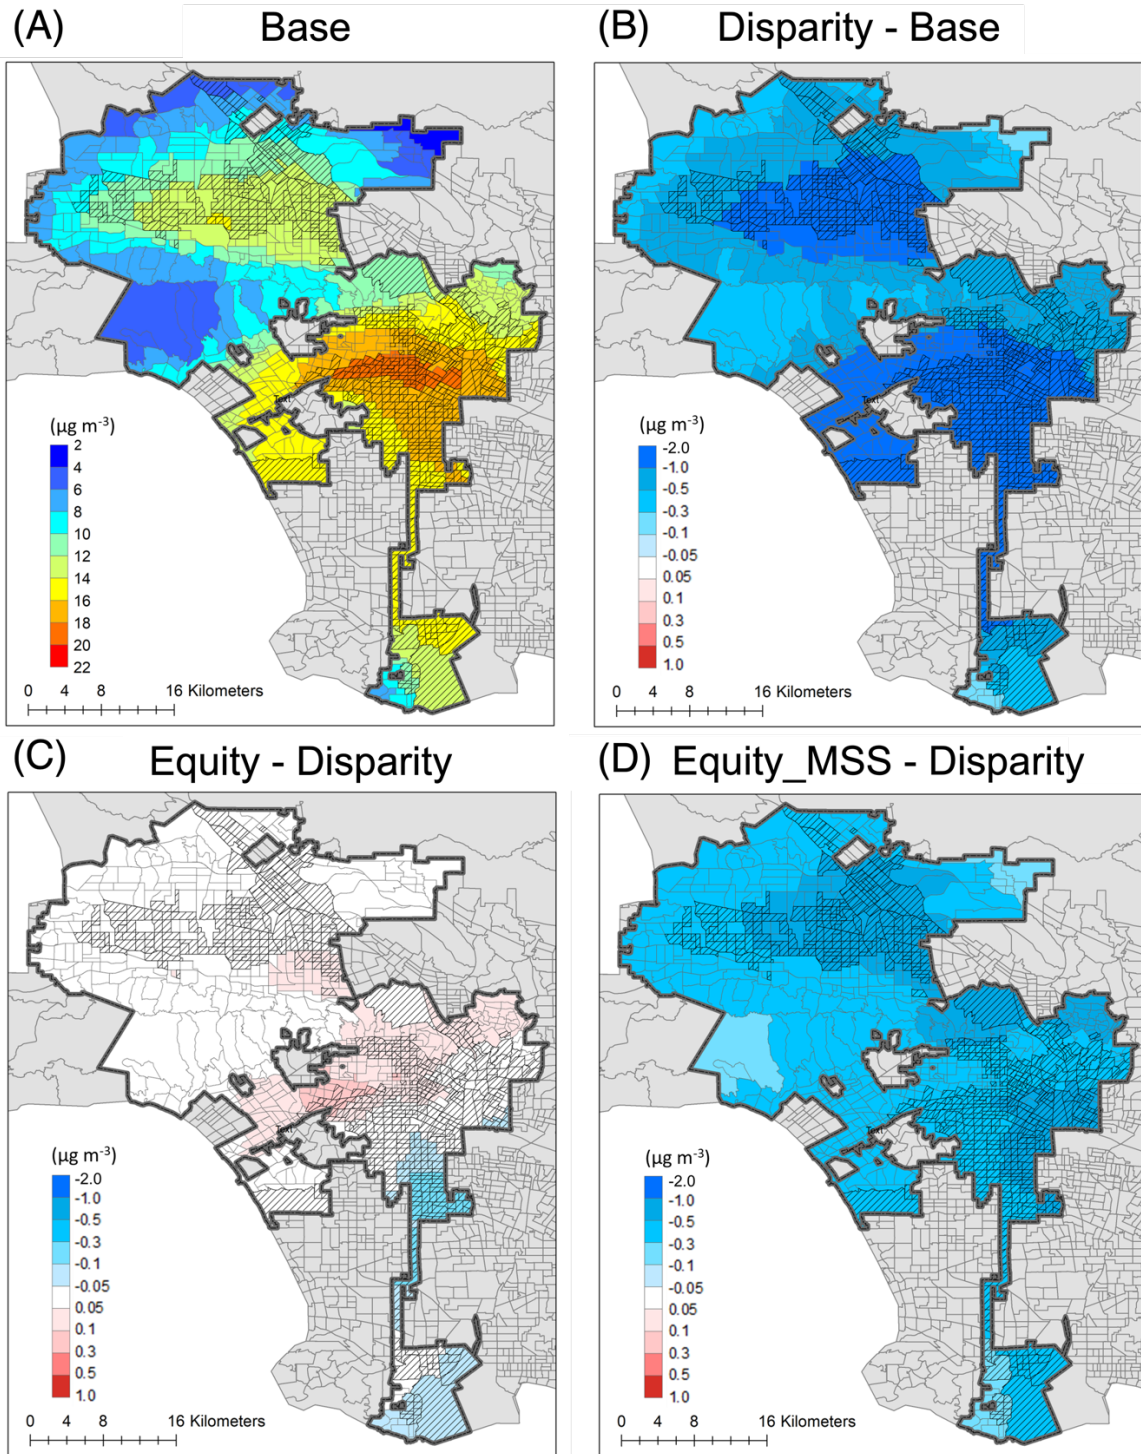 (A) Base
(μg m-3)
2
4
6
8
10
12
14
16
18
20
22
Text
0 4 8 16 Kilometers
(B) Disparity - Base
(μg m-3)
-2.0
-1.0
-0.5
-0.3
-0.1
-0.05
0.05
0.1
0.3
0.5
1.0
Text
0 4 8 16 Kilometers
(C) Equity - Disparity
(μg m-3)
-2.0
-1.0
-0.5
-0.3
-0.1
-0.05
0.05
0.1
0.3
0.5
1.0
Text
0 4 8 16 Kilometers
(D) Equity_MSS - Disparity
(μg m-3)
-2.0
-1.0
-0.5
-0.3
-0.1
-0.05
0.05
0.1
0.3
0.5
1.0
Text
0 4 8 16 Kilometers